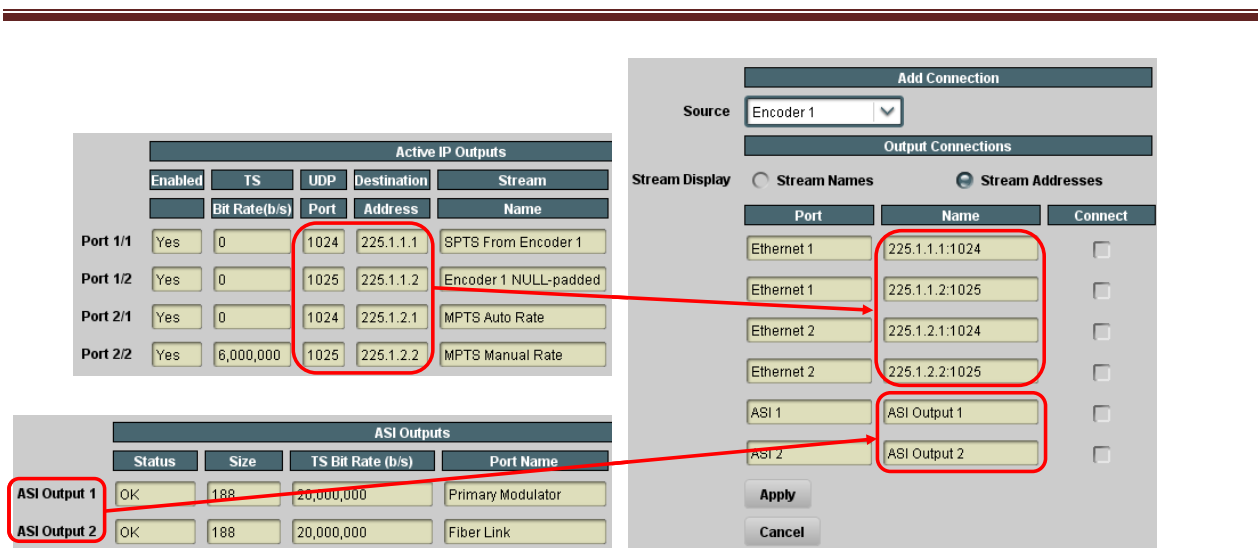 Active IP Outputs
Enabled TS UDP Destination Stream
Bit Rate(b/s) Port Address Name
Port 1/1 Yes 0 1024 225.1.1.1 SPTS From Encoder 1
Port 1/2 Yes 0 1025 225.1.1.2 Encoder 1 NULL-padded
Port 2/1 Yes 0 1024 225.1.2.1 MPTS Auto Rate
Port 2/2 Yes 6,000,000 1025 225.1.2.2 MPTS Manual Rate
ASI Outputs
Status Size TS Bit Rate (b/s) Port Name
ASI Output 1 OK 188 20,000,000 Primary Modulator
ASI Output 2 OK 188 20,000,000 Fiber Link
Add Connection
Source Encoder 1
Output Connections
Stream Display Stream Names Stream Addresses
Port Name Connect
Ethernet 1 225.1.1.1:1024
Ethernet 1 225.1.1.2:1025
Ethernet 2 225.1.2.1:1024
Ethernet 2 225.1.2.2:1025
ASI 1 ASI Output 1
ASI 2 ASI Output 2
Apply
Cancel